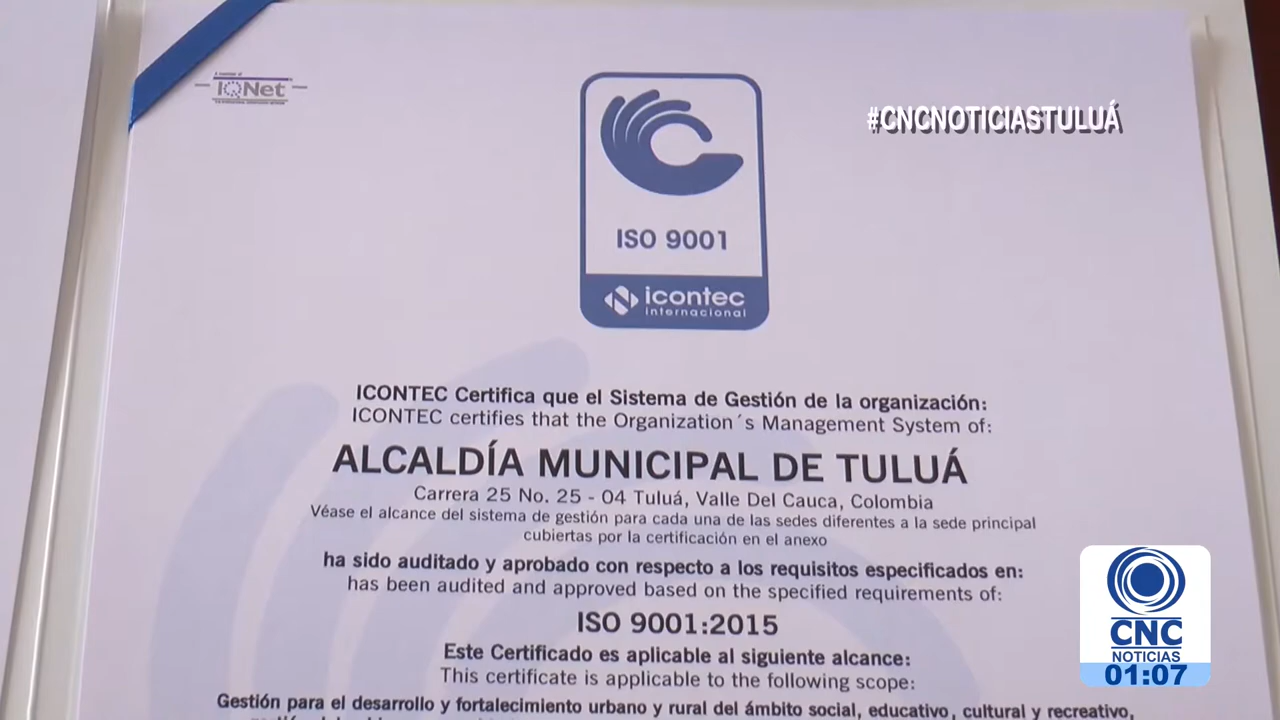 IQNet
#CNCNOTICIASTULUÁ
ISO 9001
icontec
internacional
ICONTEC Certifica que el Sistema de Gestión de la organización:
ICONTEC certifies that the Organization´s Management System of:
ALCALDÍA MUNICIPAL DE TULUÁ
Carrera 25 No. 25 - 04 Tuluá, Valle Del Cauca, Colombia
Véase el alcance del sistema de gestión para cada una de las sedes diferentes a la sede principal
cubiertas por la certificación en el anexo
ha sido auditado y aprobado con respecto a los requisitos especificados en:
has been audited and approved based on the specified requirements of:
ISO 9001:2015
Este Certificado es aplicable al siguiente alcance:
This certificate is applicable to the following scope:
Gestión para el desarrollo y fortalecimiento urbano y rural del ámbito social, educativo, cultural y recreativo,
CNC
NOTICIAS
01:07